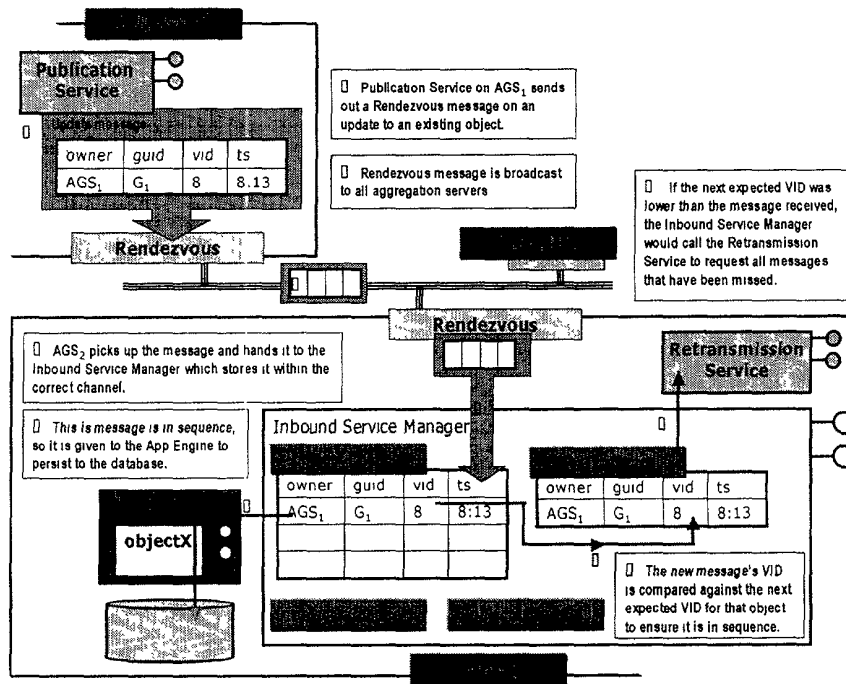 Publication
Service
Update message
owner guid vid ts
AGS₁ G₁ 8 8.13
Rendezvous
Publication Service on AGS₁ sends
out a Rendezvous message on an
update to an existing object.
Rendezvous message is broadcast
to all aggregation servers
If the next expected VID was
lower than the message received,
the Inbound Service Manager
would call the Retransmission
Service to request all messages
that have been missed.
Rendezvous
AGS₂ picks up the message and hands it to the
Inbound Service Manager which stores it within the
correct channel.
This is message is in sequence,
so it is given to the App Engine to
persist to the database.
Retransmission
Service
Inbound Service Manager
owner guid vid ts
AGS₁ G₁ 8 8:13
owner guid vid ts
AGS₁ G₁ 8 8:13
objectX
The new message's VID
is compared against the next
expected VID for that object
to ensure it is in sequence.